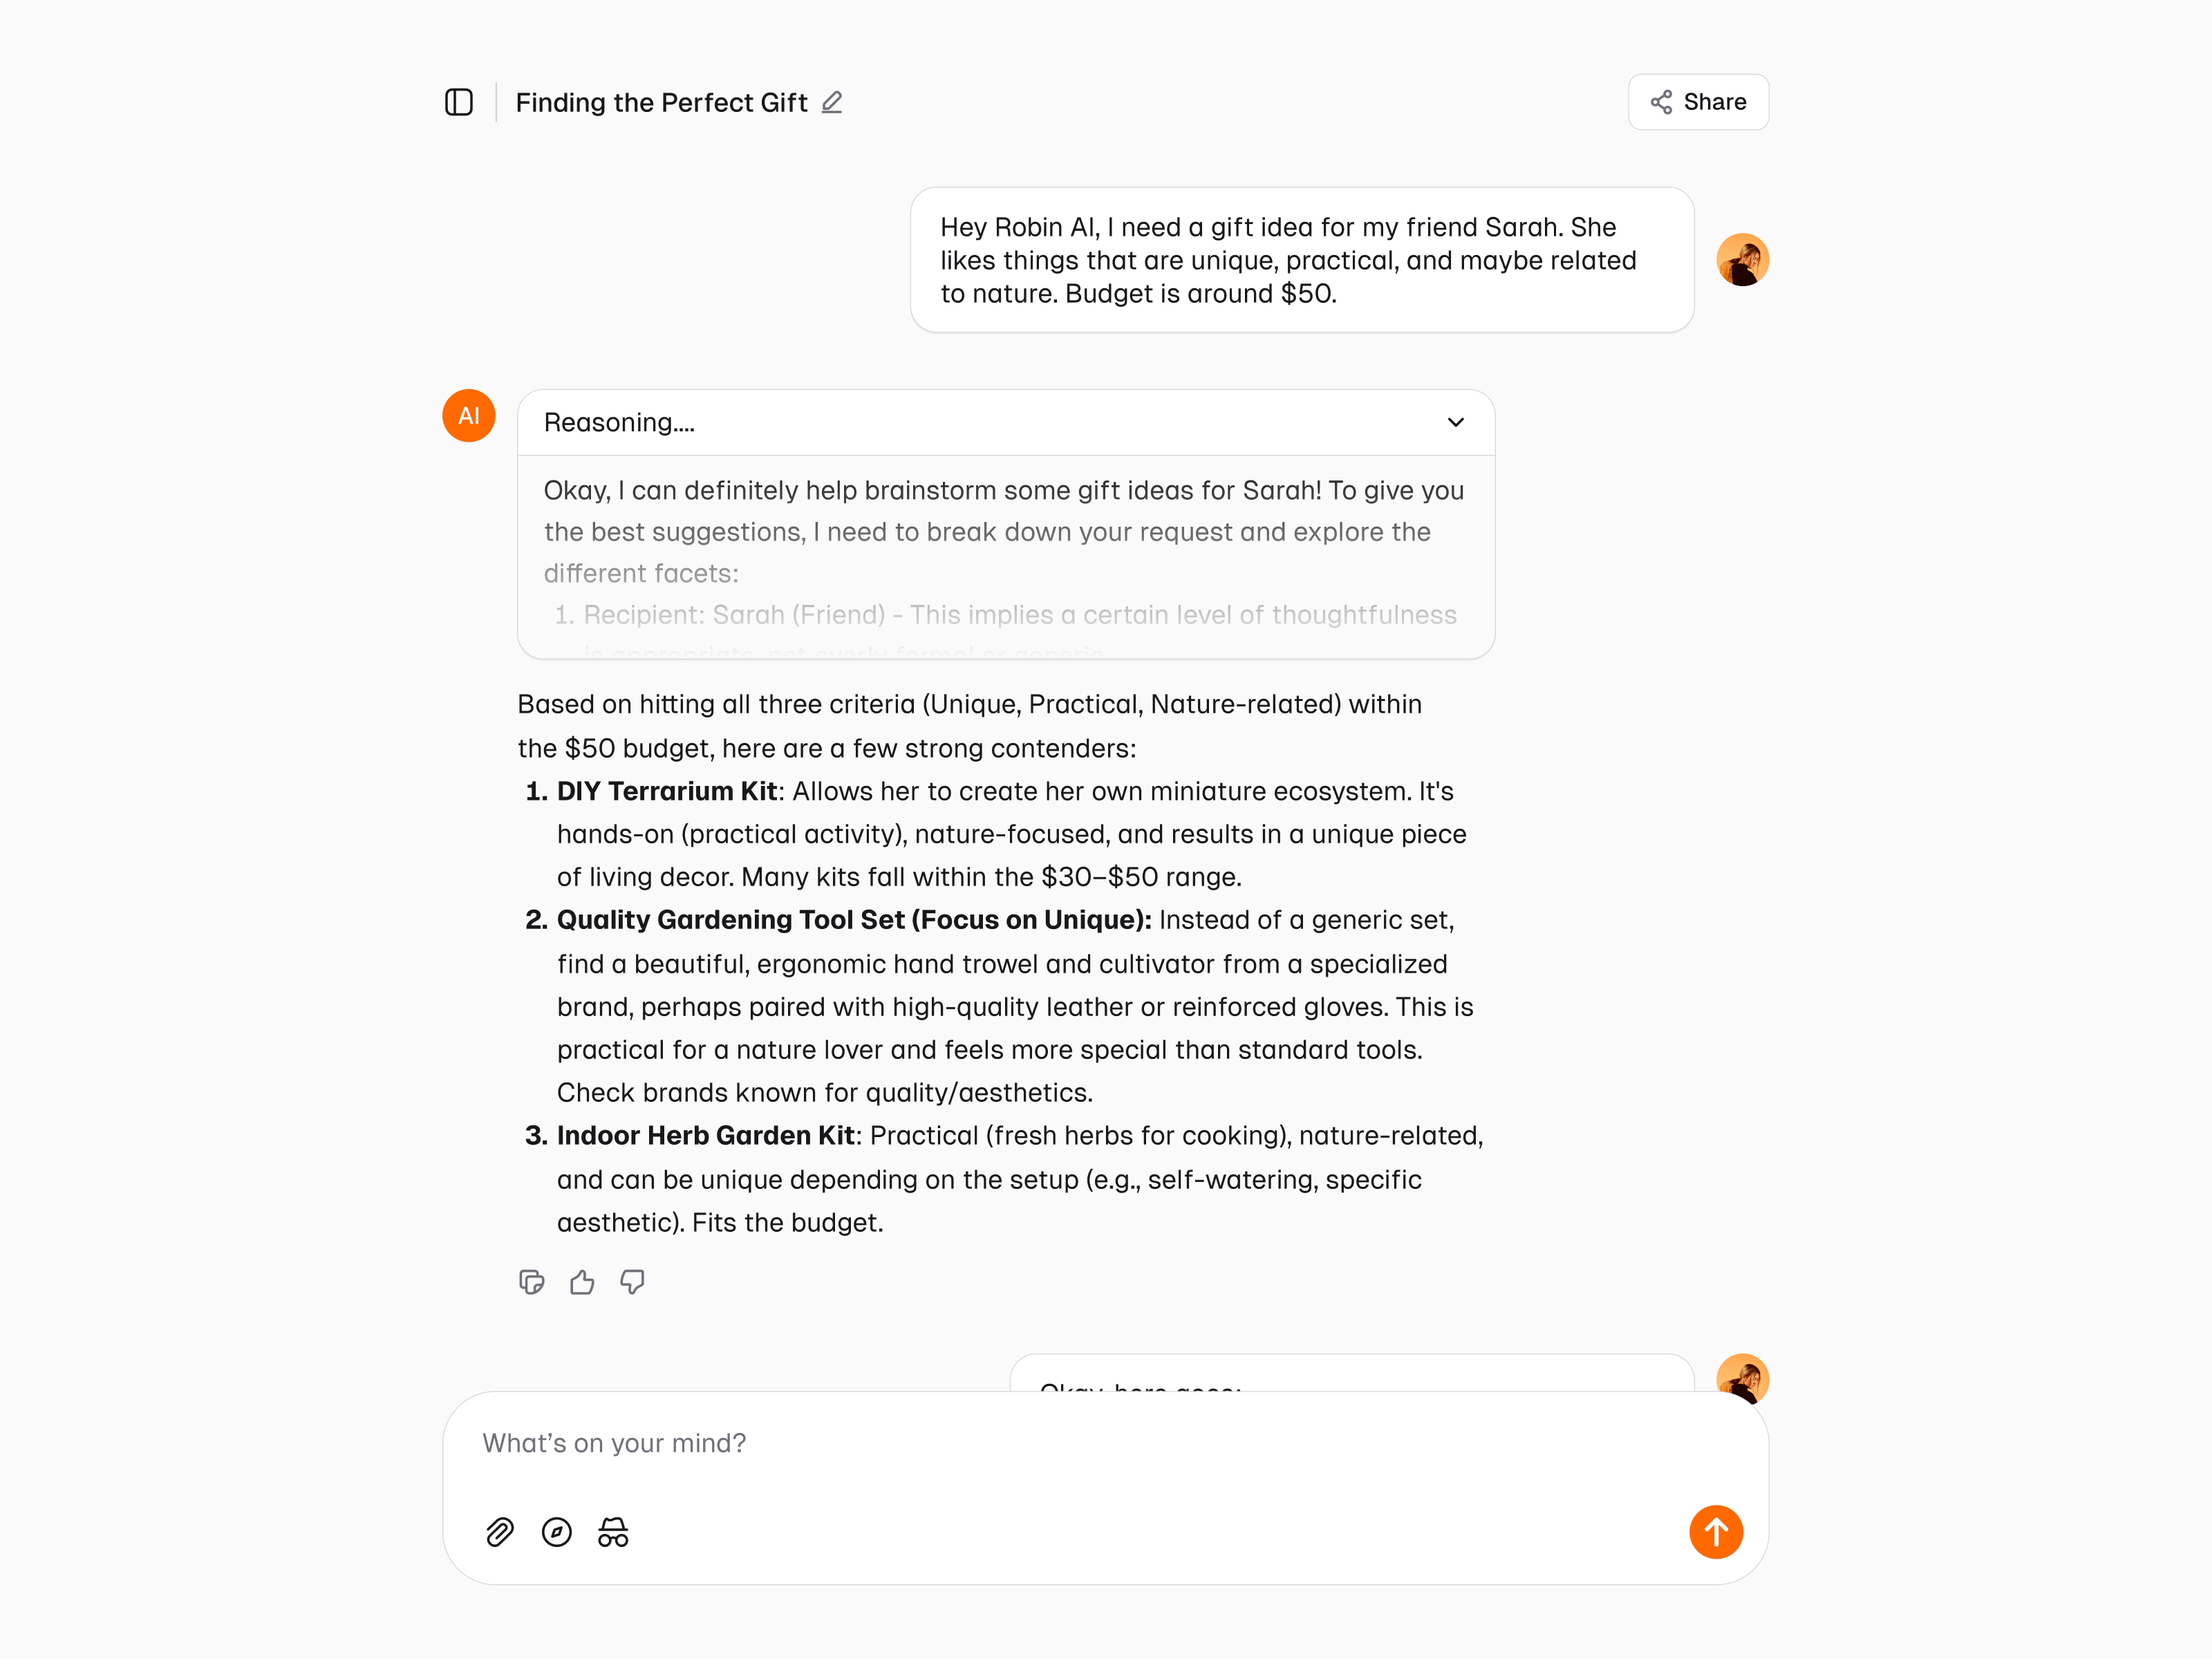 Finding the Perfect Gift
Share
Hey Robin AI, I need a gift idea for my friend Sarah. She
likes things that are unique, practical, and maybe related
to nature. Budget is around $50.
AI
Reasoning....
Okay, I can definitely help brainstorm some gift ideas for Sarah! To give you
the best suggestions, I need to break down your request and explore the
different facets:
1. Recipient: Sarah (Friend) - This implies a certain level of thoughtfulness
is appropriate, not overly formal or generic.
Based on hitting all three criteria (Unique, Practical, Nature-related) within
the $50 budget, here are a few strong contenders:
1. DIY Terrarium Kit: Allows her to create her own miniature ecosystem. It's
hands-on (practical activity), nature-focused, and results in a unique piece
of living decor. Many kits fall within the $30–$50 range.
2. Quality Gardening Tool Set (Focus on Unique): Instead of a generic set,
find a beautiful, ergonomic hand trowel and cultivator from a specialized
brand, perhaps paired with high-quality leather or reinforced gloves. This is
practical for a nature lover and feels more special than standard tools.
Check brands known for quality/aesthetics.
3. Indoor Herb Garden Kit: Practical (fresh herbs for cooking), nature-related,
and can be unique depending on the setup (e.g., self-watering, specific
aesthetic). Fits the budget.
Okay, here goes:
What’s on your mind?